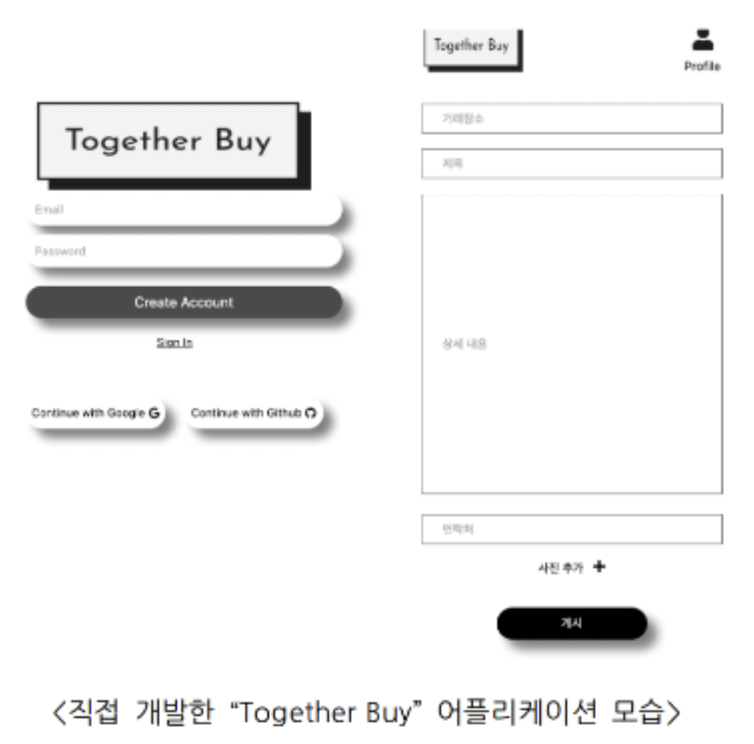 Together Buy
Email
Password
Create Account
Sign In
Continue with Google G
Continue with Github
Together Buy
Profile
거래장소
제목
상세 내용
연락처
사진 추가 +
게시
<직접 개발한 “Together Buy” 어플리케이션 모습>